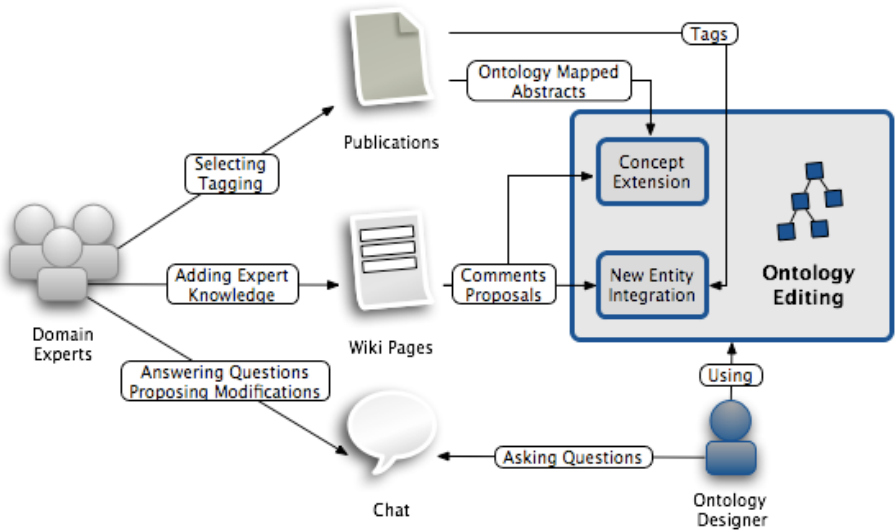 Tags
Ontology Mapped
Abstracts
Publications
Selecting
Tagging
Concept
Extension
Domain
Experts
Adding Expert
Knowledge
Wiki Pages
Comments
Proposals
New Entity
Integration
Ontology
Editing
Answering Questions
Proposing Modifications
Using
Chat
Asking Questions
Ontology
Designer